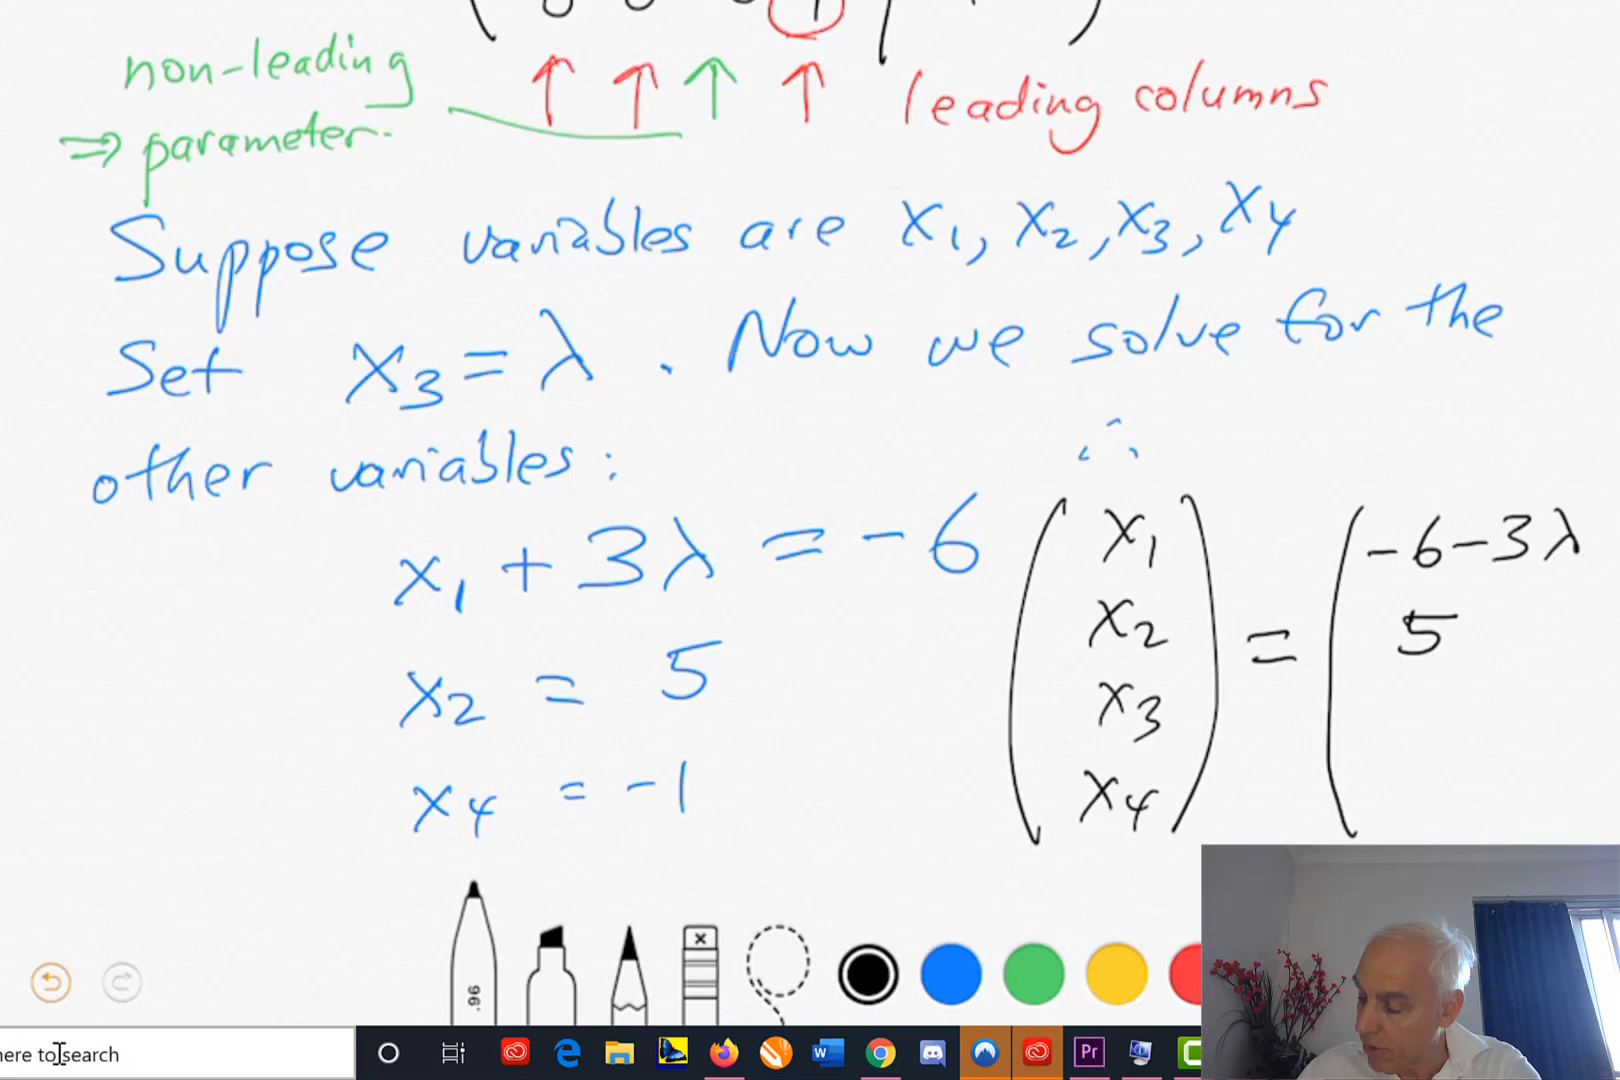 non-leading
⇒ parameter.
↑ ↑ ↑ ↑ leading columns
Suppose variables are x₁, x₂, x₃, x₄
Set x₃ = λ. Now we solve for the
other variables:
∴
x₁ + 3λ = -6
x₂ = 5
x₄ = -1
( x₁ ) = ( -6-3λ
x₂ 5
x₃
x₄
.96
here to search
W
Pr